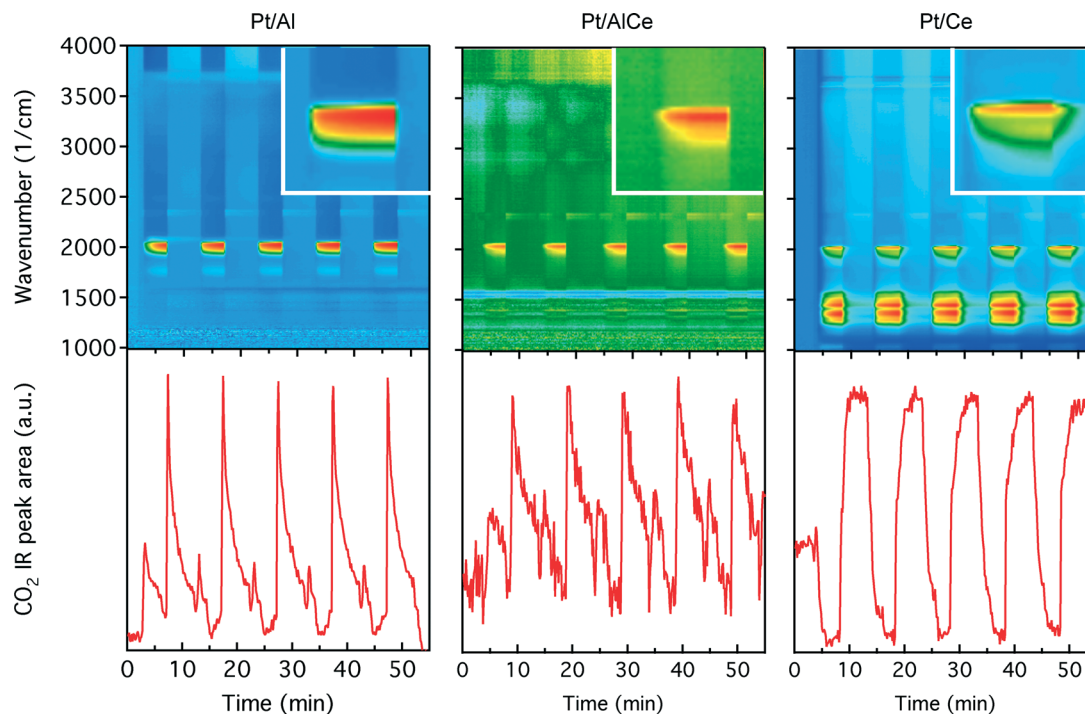 Pt/Al Pt/AlCe Pt/Ce
Wavenumber (1/cm)
4000
3500
3000
2500
2000
1500
1000
CO2 IR peak area (a.u.)
0 10 20 30 40 50 0 10 20 30 40 50 0 10 20 30 40 50
Time (min) Time (min) Time (min)